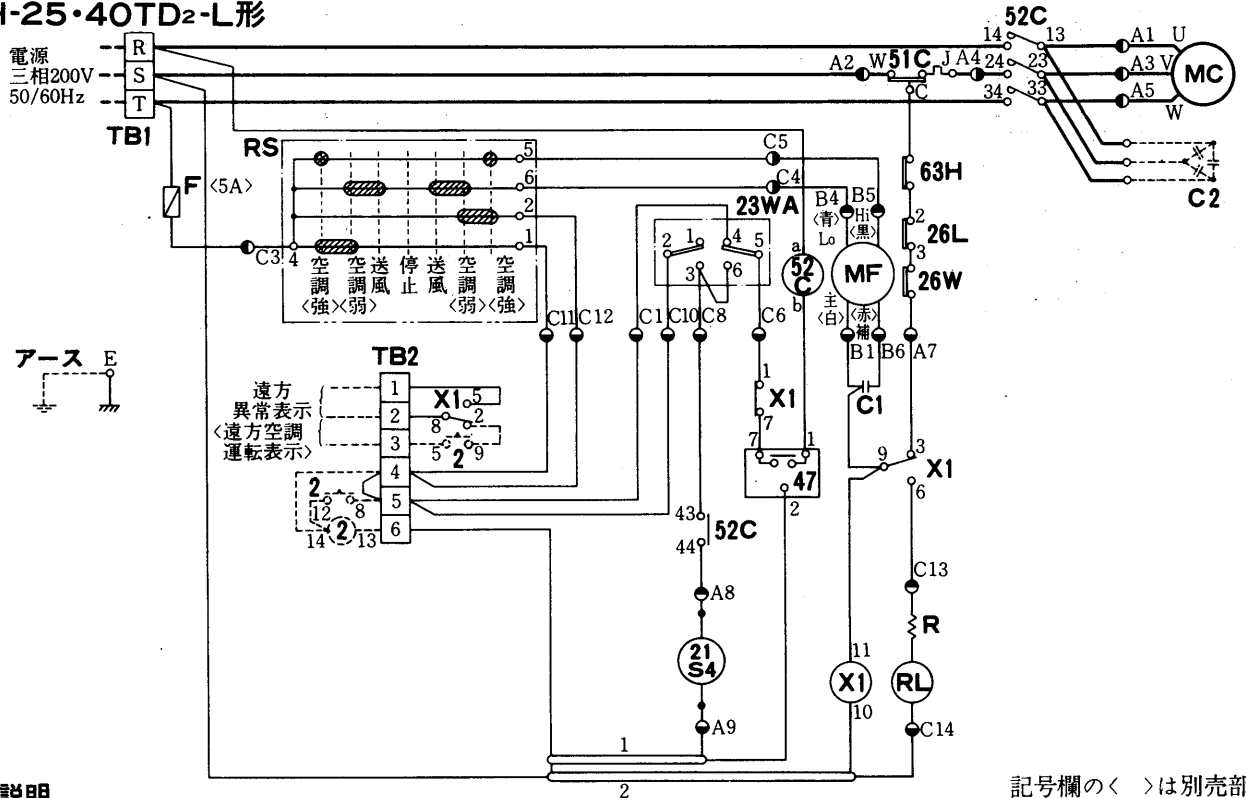 H-25・40TD2-L形
電源
三相200V
50/60Hz
R
S
T
TB1
F <5A>
C3
RS
5
6
2
1
4
空調〈強〉
空調〈弱〉
送風
停止
送風
空調〈弱〉
空調〈強〉
C5
C4
23WA
2 1 4 5
3 6
C11 C12
C1 C10 C8
C6
A2 W 51C J A4
C
52C
14 13
24 23
34 33
A1 U
A3 V
A5
W
MC
C2
63H
2
26L
3
26W
B4 B5
〈青〉 Hi
Lo 〈黒〉
a
52C
b
MF
主〈白〉
〈赤〉補
B1 B6 A7
C1
アース E
TB2
1
2
3
4
5
6
遠方
異常表示
〈遠方空調
運転表示〉
X1 5
8 2
5 2 9
2
12 8
14 2 13
1
X1
7
7 1
47
2
9 3 X1
6
43
52C
44
A8
21S4
A9
C13
R
11
X1
10
RL
C14
1
2
説明
記号欄の〈 〉は別売部